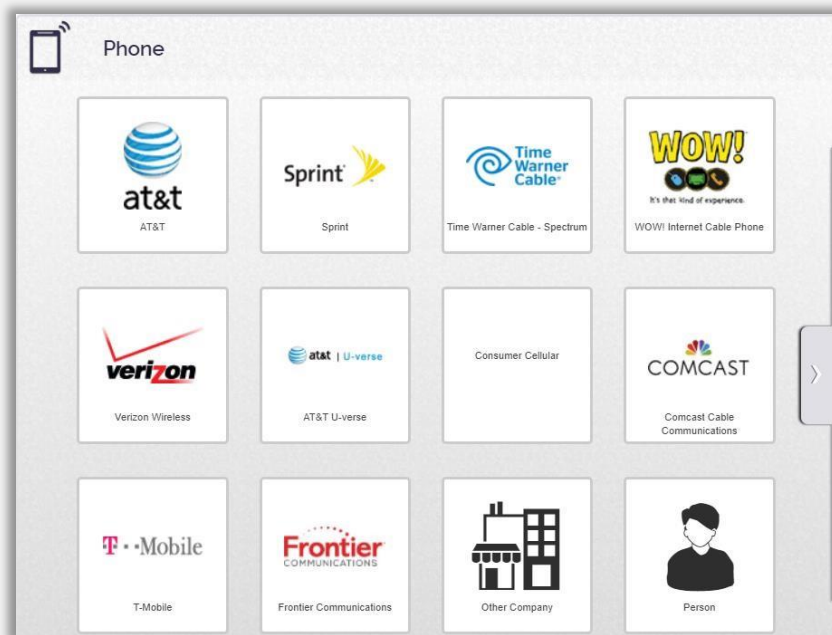 Phone
at&t
AT&T
Sprint
Sprint
Time
Warner
Cable
Time Warner Cable - Spectrum
WOW!
It's that kind of experience.
WOW! Internet Cable Phone
verizon
Verizon Wireless
at&t | U-verse
AT&T U-verse
Consumer Cellular
COMCAST
Comcast Cable
Communications
T··Mobile
T-Mobile
Frontier
COMMUNICATIONS
Frontier Communications
Other Company
Person